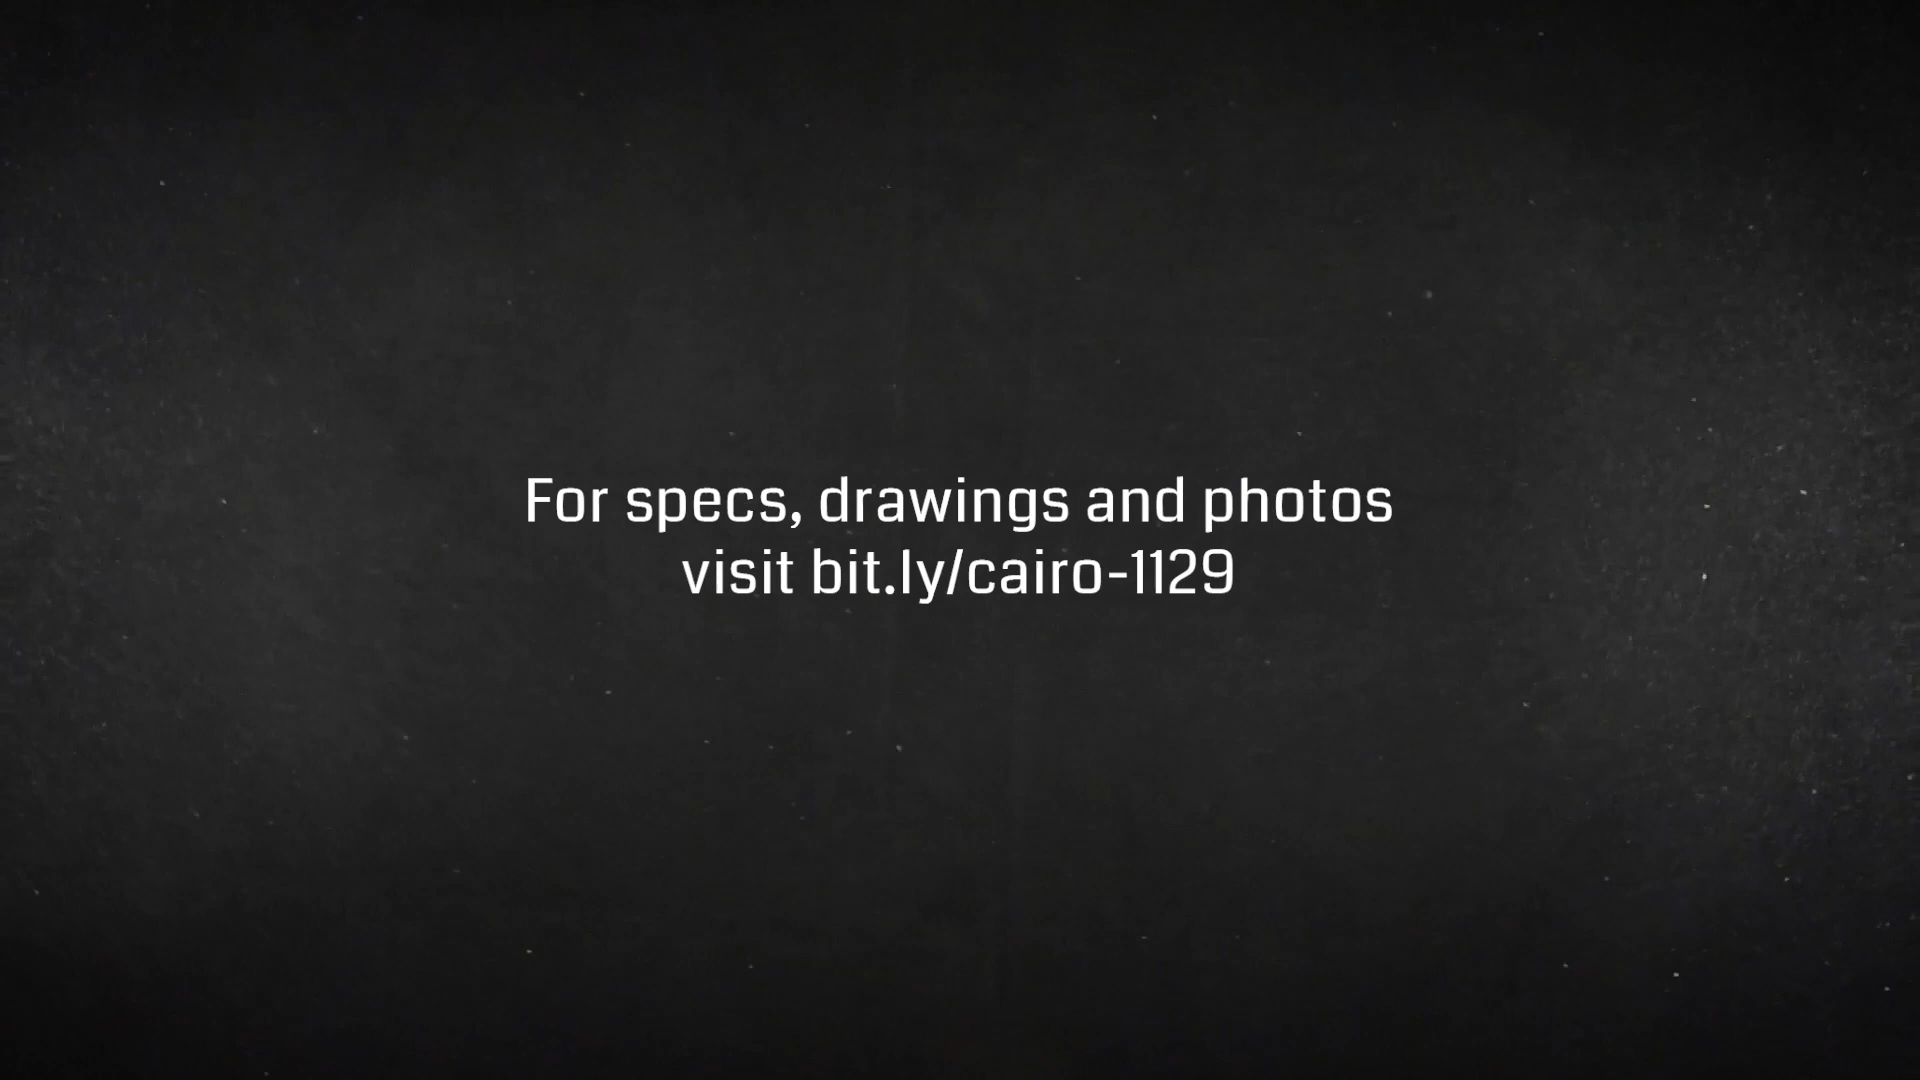 For specs, drawings and photos
visit bit.ly/cairo-1129